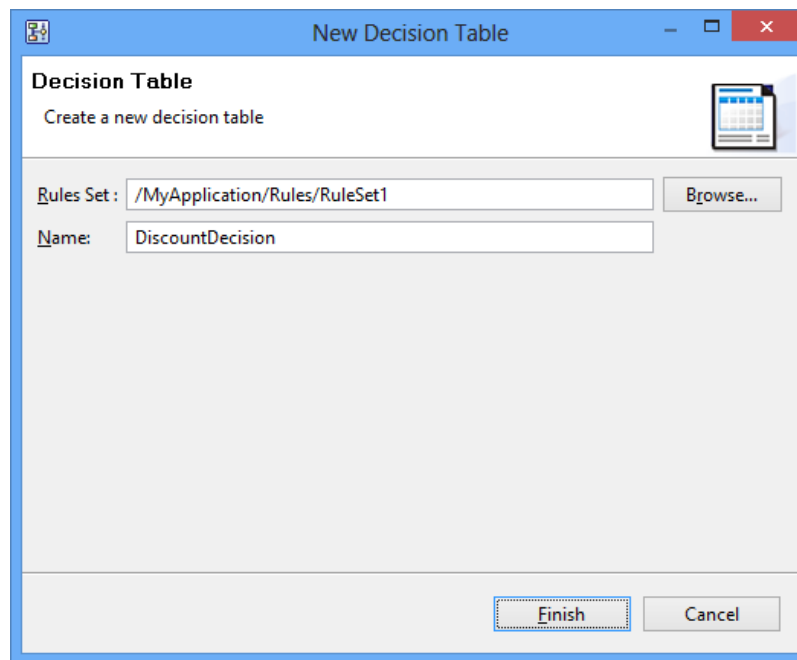 New Decision Table
Decision Table
Create a new decision table
Rules Set : /MyApplication/Rules/RuleSet1 Browse...
Name: DiscountDecision
Finish Cancel